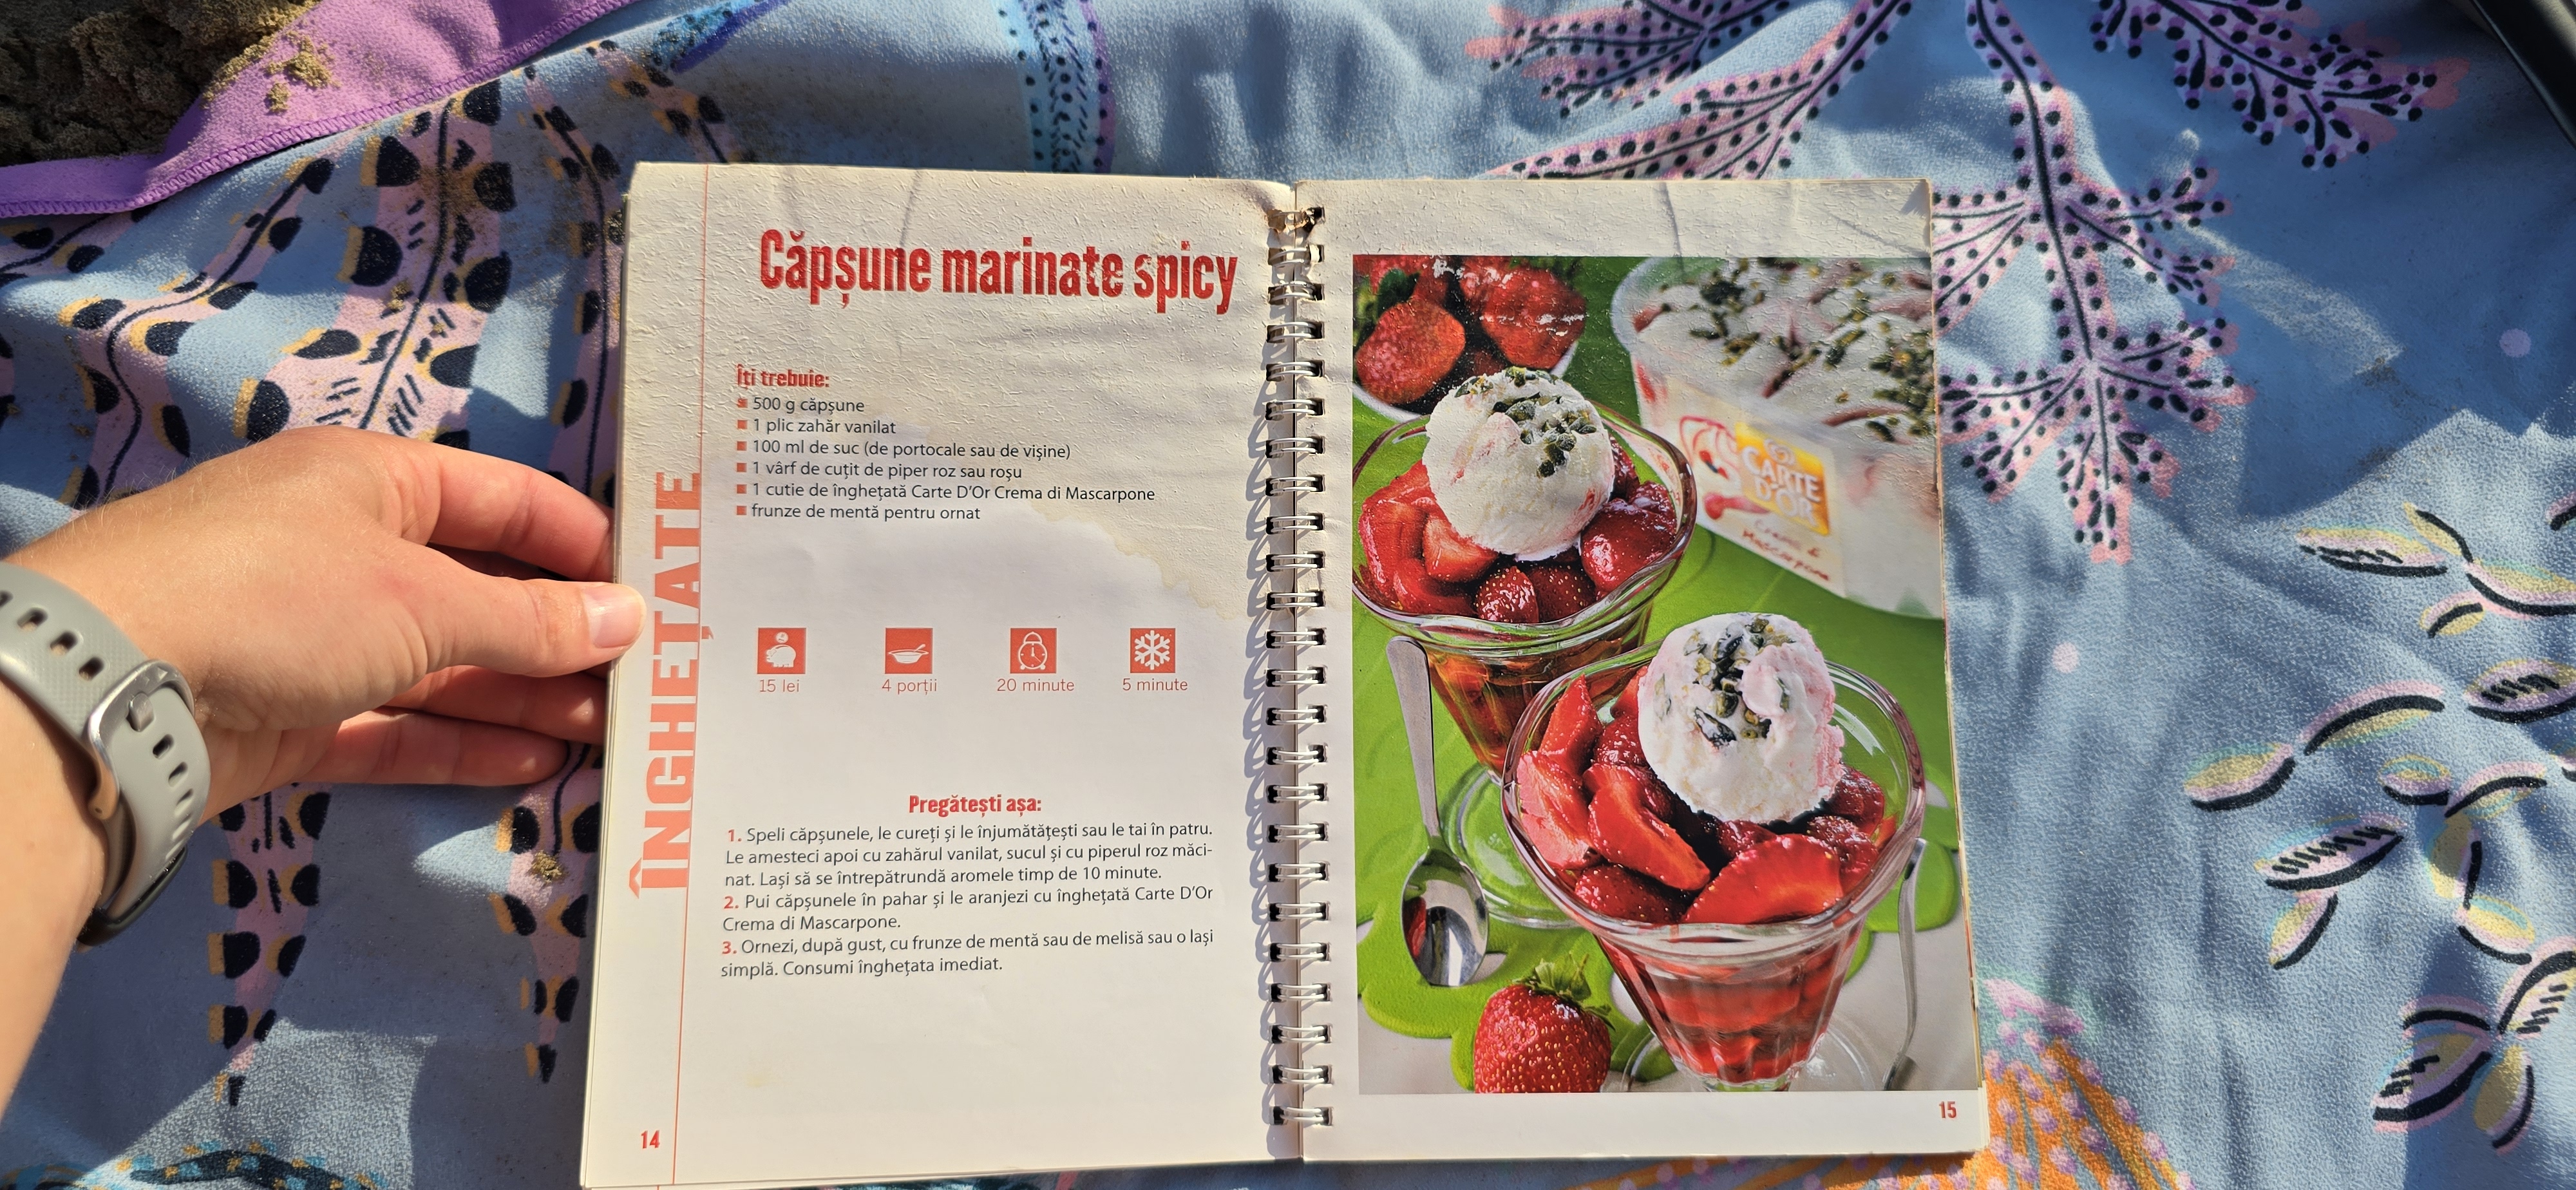 Căpșune marinate spicy
Îți trebuie:
500 g căpșune
1 plic zahăr vanilat
100 ml de suc (de portocale sau de vișine)
1 vârf de cuțit de piper roz sau roșu
1 cutie de înghețată Carte D'Or Crema di Mascarpone
frunze de mentă pentru ornat
15 lei
4 porții
20 minute
5 minute
Pregătești așa:
1. Speli căpșunele, le cureți și le înjumătățești sau le tai în patru.
Le amesteci apoi cu zahărul vanilat, sucul și cu piperul roz măci-
nat. Lași să se întrepătrundă aromele timp de 10 minute.
2. Pui căpșunele în pahar și le aranjezi cu înghețată Carte D'Or
Crema di Mascarpone.
3. Ornezi, după gust, cu frunze de mentă sau de melisă sau o lași
simplă. Consumi înghețata imediat.
ÎNGHEȚATE
14
CARTE
D'OR
Crema di
Mascarpone
15